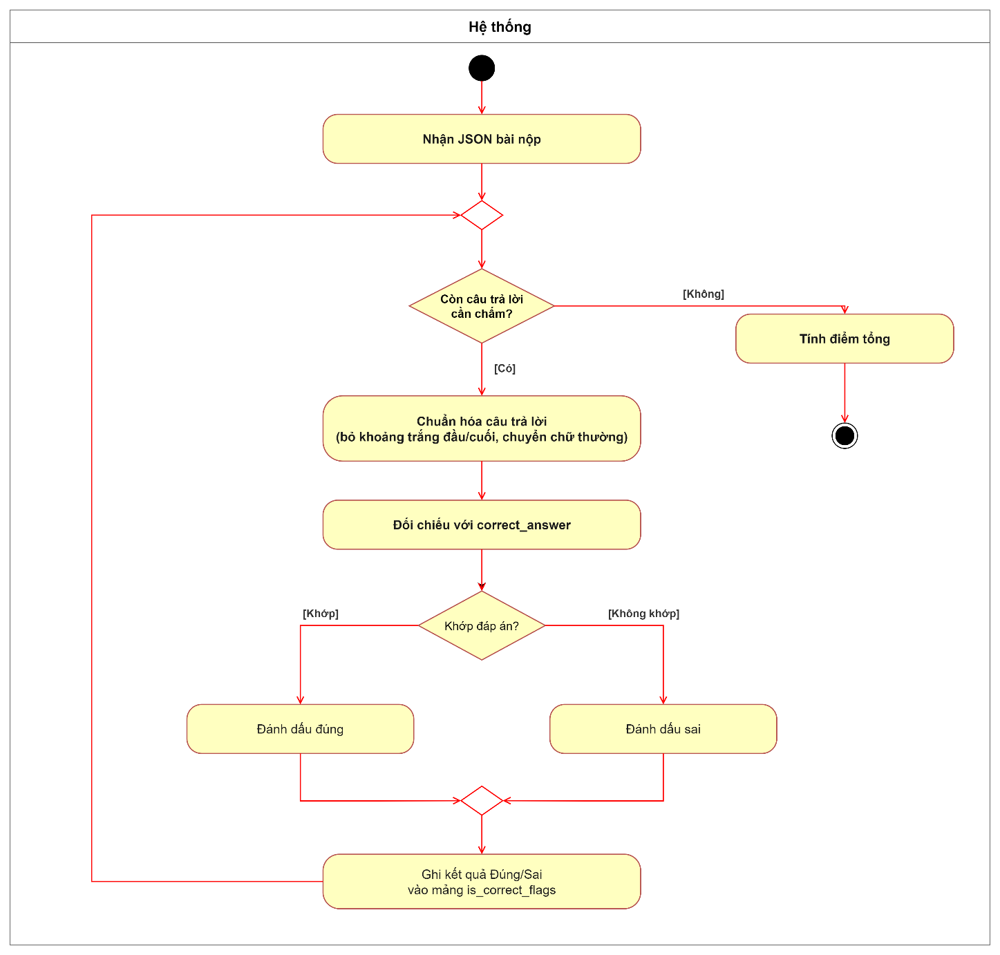 Hệ thống
Nhận JSON bài nộp
Còn câu trả lời
cần chấm?
[Không]
Tính điểm tổng
[Có]
Chuẩn hóa câu trả lời
(bỏ khoảng trắng đầu/cuối, chuyển chữ thường)
Đối chiếu với correct_answer
[Khớp]
Khớp đáp án?
[Không khớp]
Đánh dấu đúng
Đánh dấu sai
Ghi kết quả Đúng/Sai
vào mảng is_correct_flags